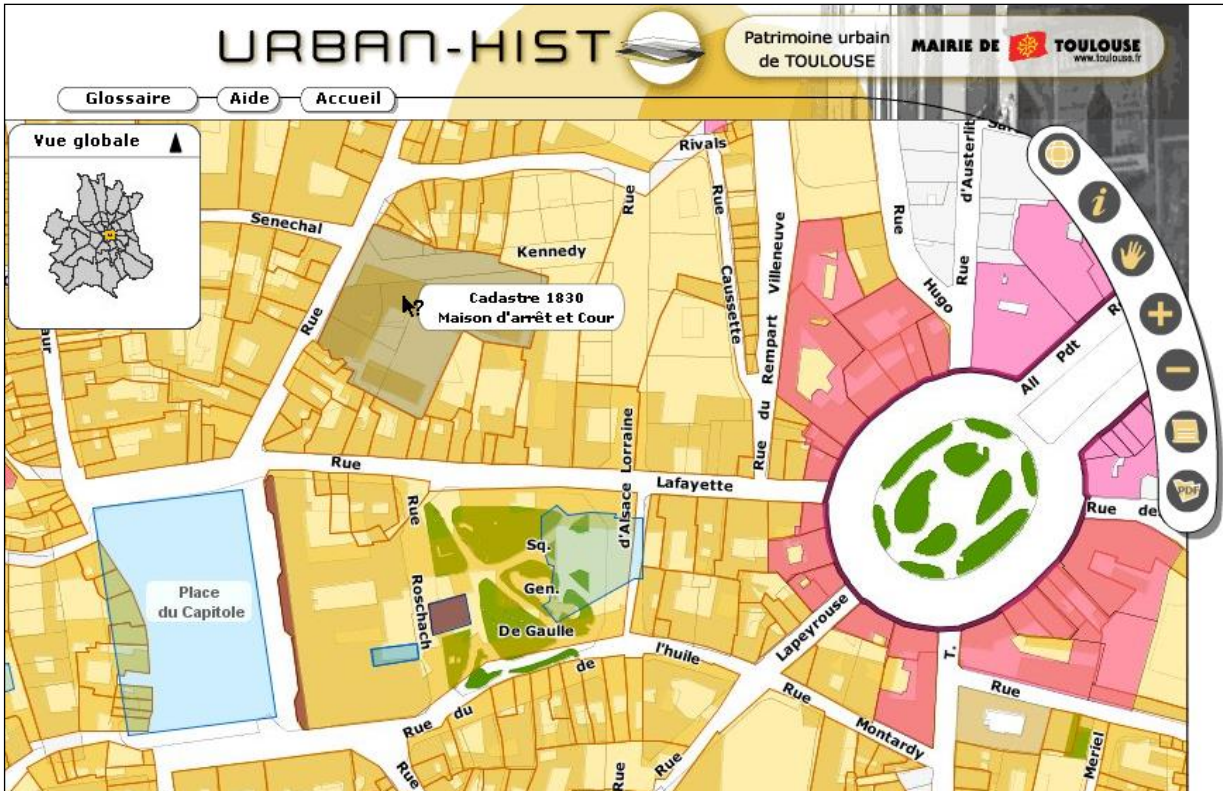 URBAN-HIST
Patrimoine urbain
de TOULOUSE
MAIRIE DE TOULOUSE
www.toulouse.fr
Glossaire
Aide
Accueil
Vue globale
Senechal
Rue
Rivals
Rue
Rue
Kennedy
Caussette
Cadastre 1830
Maison d'arrêt et Cour
?
Rue du Rempart Villeneuve
Rue
Hugo
Rue d'Austerlit
All Pdt
i
PDF
Rue de
Rue
Lafayette
d'Alsace Lorraine
Rue
Roschach
Sq.
Gen.
De Gaulle
Place
du Capitole
Rue du
de
l'huile
Lapeyrouse
Rue
T.
Rue
Montardy
Rue
Meriel
Rue
Rue